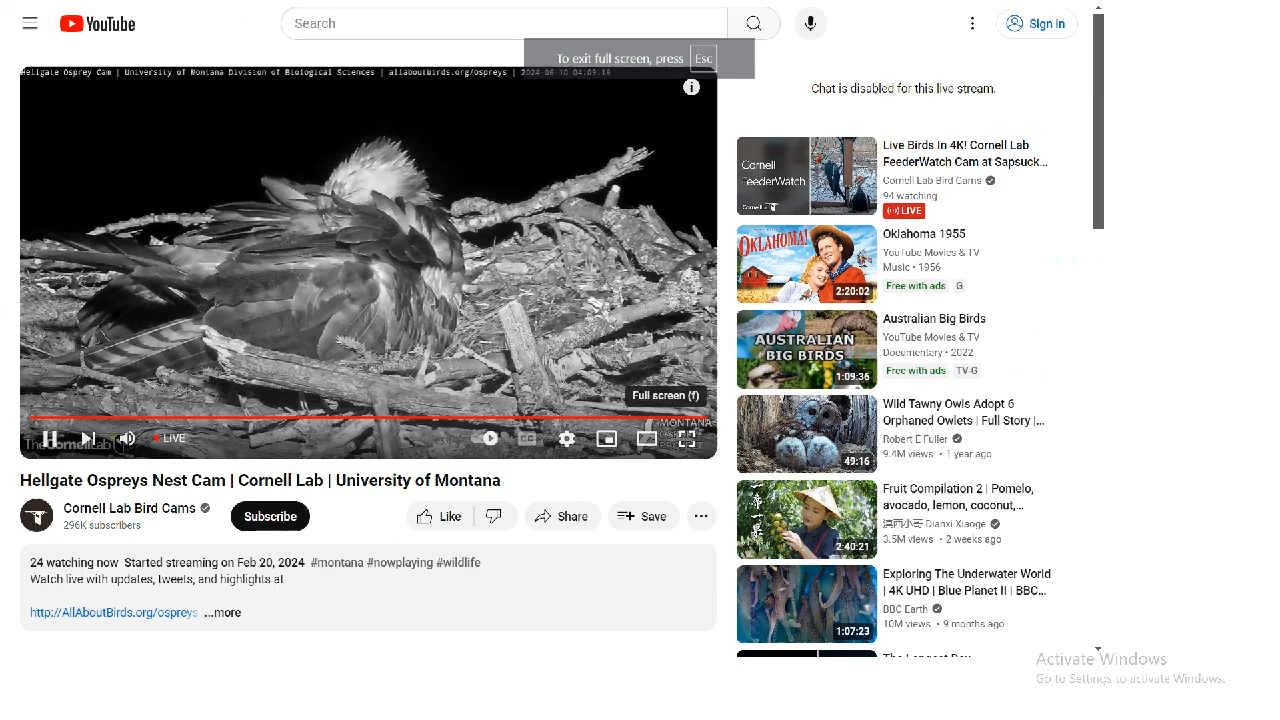 YouTube
Search
Sign in
To exit full screen, press Esc
Hellgate Osprey Cam | University of Montana Division of Biological Sciences | allaboutbirds.org/ospreys | 2024-06-10 04:09:16
Full screen (f)
LIVE
TheCornellLab
MONTANA
Hellgate Ospreys Nest Cam | Cornell Lab | University of Montana
Cornell Lab Bird Cams
296K subscribers
Subscribe
Like
Share
Save
24 watching now Started streaming on Feb 20, 2024 #montana #nowplaying #wildlife
Watch live with updates, tweets, and highlights at
http://AllAboutBirds.org/ospreys ...more
Chat is disabled for this live stream.
Cornell
FeederWatch
Live Birds In 4K! Cornell Lab
FeederWatch Cam at Sapsuck...
Cornell Lab Bird Cams
94 watching
LIVE
OKLAHOMA!
2:20:02
Oklahoma 1955
YouTube Movies & TV
Music • 1956
Free with ads G
AUSTRALIAN
BIG BIRDS
1:09:36
Australian Big Birds
YouTube Movies & TV
Documentary • 2022
Free with ads TV-G
49:16
Wild Tawny Owls Adopt 6
Orphaned Owlets | Full Story |...
Robert E Fuller
9.4M views • 1 year ago
2:40:21
Fruit Compilation 2 | Pomelo,
avocado, lemon, coconut,...
滇西小哥 Dianxi Xiaoge
3.5M views • 2 weeks ago
1:07:23
Exploring The Underwater World
| 4K UHD | Blue Planet II | BBC...
BBC Earth
10M views • 9 months ago
Activate Windows
Go to Settings to activate Windows.